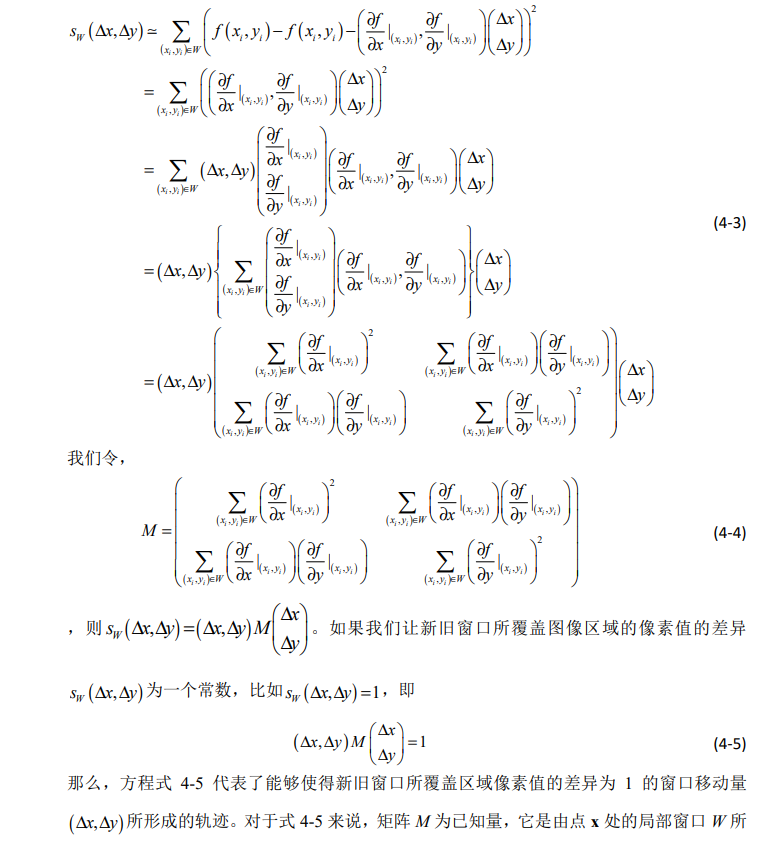 $s_W(\Delta x,\Delta y) \simeq \sum_{(x_i,y_i)\in W}\left(f(x_i,y_i)-f(x_i,y_i)-\left(\frac{\partial f}{\partial x}|_{(x_i,y_i)},\frac{\partial f}{\partial y}|_{(x_i,y_i)}\right)\begin{pmatrix}\Delta x\\ \Delta y\end{pmatrix}\right)^2$
$=\sum_{(x_i,y_i)\in W}\left(\left(\frac{\partial f}{\partial x}|_{(x_i,y_i)},\frac{\partial f}{\partial y}|_{(x_i,y_i)}\right)\begin{pmatrix}\Delta x\\ \Delta y\end{pmatrix}\right)^2$
$=\sum_{(x_i,y_i)\in W}(\Delta x,\Delta y)\begin{pmatrix}\frac{\partial f}{\partial x}|_{(x_i,y_i)}\\ \frac{\partial f}{\partial y}|_{(x_i,y_i)}\end{pmatrix}\left(\frac{\partial f}{\partial x}|_{(x_i,y_i)},\frac{\partial f}{\partial y}|_{(x_i,y_i)}\right)\begin{pmatrix}\Delta x\\ \Delta y\end{pmatrix}$
(4-3)
$=(\Delta x,\Delta y)\left\{\sum_{(x_i,y_i)\in W}\begin{pmatrix}\frac{\partial f}{\partial x}|_{(x_i,y_i)}\\ \frac{\partial f}{\partial y}|_{(x_i,y_i)}\end{pmatrix}\left(\frac{\partial f}{\partial x}|_{(x_i,y_i)},\frac{\partial f}{\partial y}|_{(x_i,y_i)}\right)\right\}\begin{pmatrix}\Delta x\\ \Delta y\end{pmatrix}$
$=(\Delta x,\Delta y)\begin{pmatrix}\sum_{(x_i,y_i)\in W}\left(\frac{\partial f}{\partial x}|_{(x_i,y_i)}\right)^2 & \sum_{(x_i,y_i)\in W}\left(\frac{\partial f}{\partial x}|_{(x_i,y_i)}\right)\left(\frac{\partial f}{\partial y}|_{(x_i,y_i)}\right)\\ \sum_{(x_i,y_i)\in W}\left(\frac{\partial f}{\partial x}|_{(x_i,y_i)}\right)\left(\frac{\partial f}{\partial y}|_{(x_i,y_i)}\right) & \sum_{(x_i,y_i)\in W}\left(\frac{\partial f}{\partial y}|_{(x_i,y_i)}\right)^2\end{pmatrix}\begin{pmatrix}\Delta x\\ \Delta y\end{pmatrix}$
我们令，
$M=\begin{pmatrix}\sum_{(x_i,y_i)\in W}\left(\frac{\partial f}{\partial x}|_{(x_i,y_i)}\right)^2 & \sum_{(x_i,y_i)\in W}\left(\frac{\partial f}{\partial x}|_{(x_i,y_i)}\right)\left(\frac{\partial f}{\partial y}|_{(x_i,y_i)}\right)\\ \sum_{(x_i,y_i)\in W}\left(\frac{\partial f}{\partial x}|_{(x_i,y_i)}\right)\left(\frac{\partial f}{\partial y}|_{(x_i,y_i)}\right) & \sum_{(x_i,y_i)\in W}\left(\frac{\partial f}{\partial y}|_{(x_i,y_i)}\right)^2\end{pmatrix}$ (4-4)
，则$s_W(\Delta x,\Delta y)=(\Delta x,\Delta y)M\begin{pmatrix}\Delta x\\ \Delta y\end{pmatrix}$。如果我们让新旧窗口所覆盖图像区域的像素值的差异
$s_W(\Delta x,\Delta y)$为一个常数，比如$s_W(\Delta x,\Delta y)=1$，即
$(\Delta x,\Delta y)M\begin{pmatrix}\Delta x\\ \Delta y\end{pmatrix}=1$ (4-5)
那么，方程式 4-5 代表了能够使得新旧窗口所覆盖区域像素值的差异为 1 的窗口移动量
$(\Delta x,\Delta y)$所形成的轨迹。对于式 4-5 来说，矩阵 M 为已知量，它是由点 x 处的局部窗口 W 所